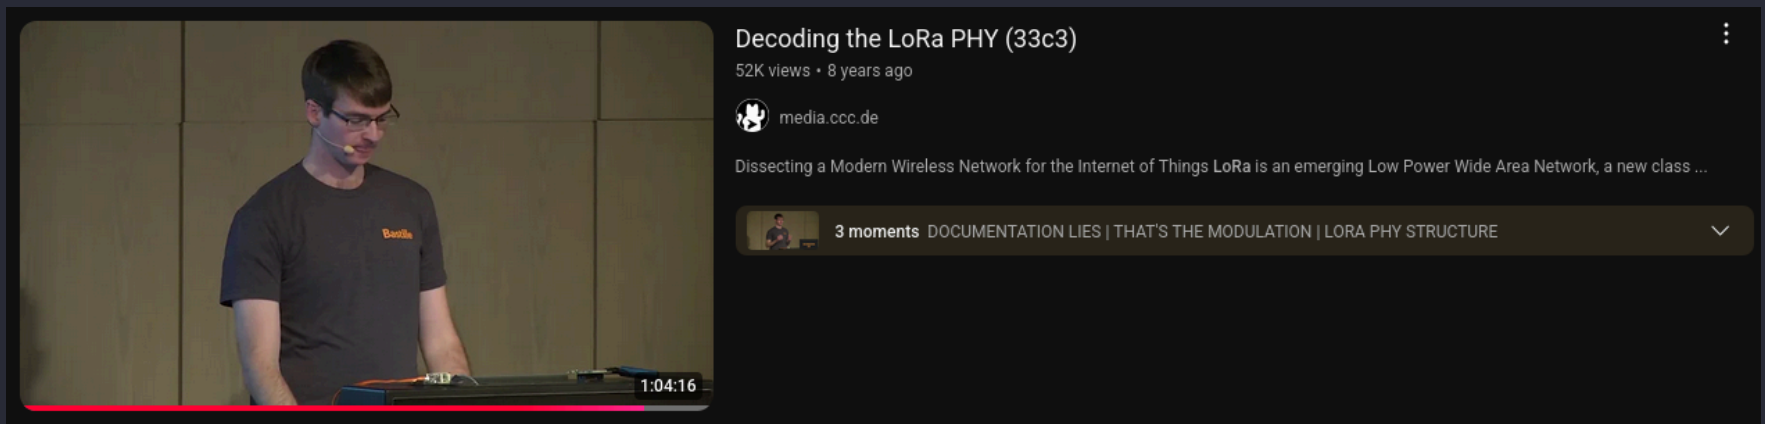 Decoding the LoRa PHY (33c3)
52K views • 8 years ago
media.ccc.de
Dissecting a Modern Wireless Network for the Internet of Things LoRa is an emerging Low Power Wide Area Network, a new class ...
3 moments DOCUMENTATION LIES | THAT'S THE MODULATION | LORA PHY STRUCTURE
Bastille
1:04:16